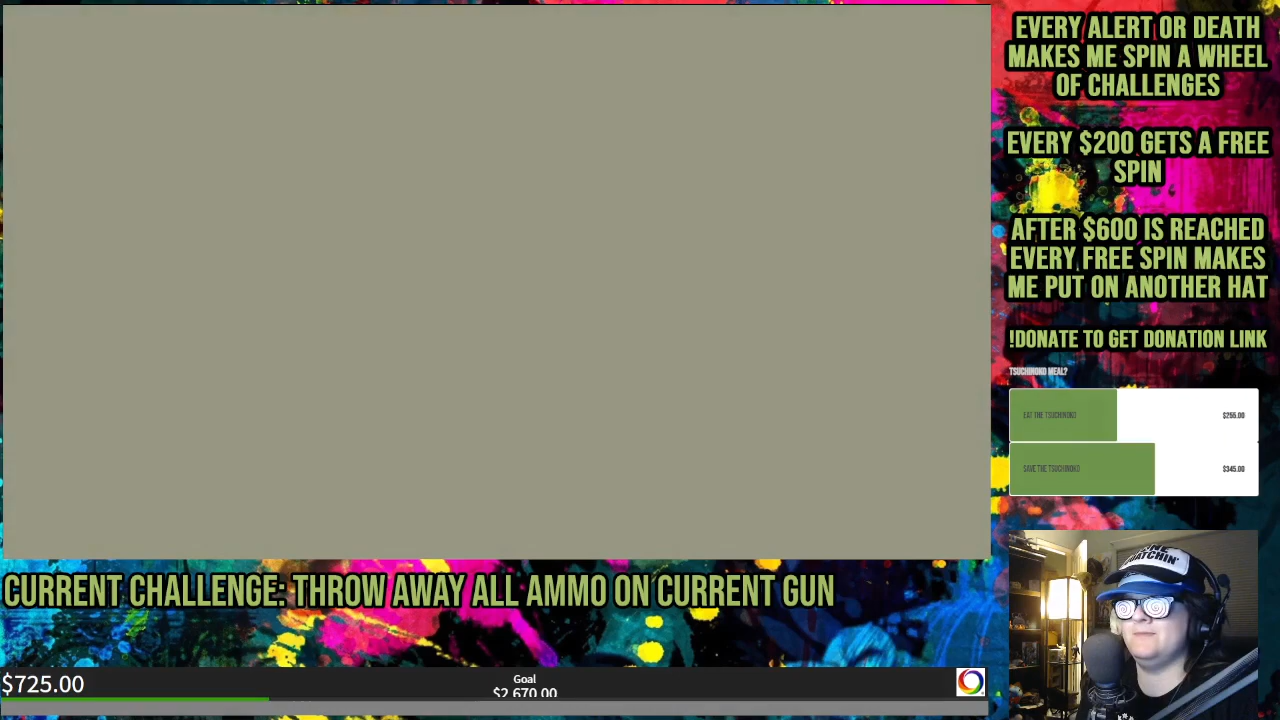 EVERY ALERT OR DEATH
MAKES ME SPIN A WHEEL
OF CHALLENGES
EVERY $200 GETS A FREE
SPIN
AFTER $600 IS REACHED
EVERY FREE SPIN MAKES
ME PUT ON ANOTHER HAT
!DONATE TO GET DONATION LINK
TSUCHINOKO MEAL?
EAT THE TSUCHINOKO
SAVE THE TSUCHINOKO
$345.00
CURRENT CHALLENGE: THROW AWAY ALL AMMO ON CURRENT GUN
$725.00
Goal
$2,670.00